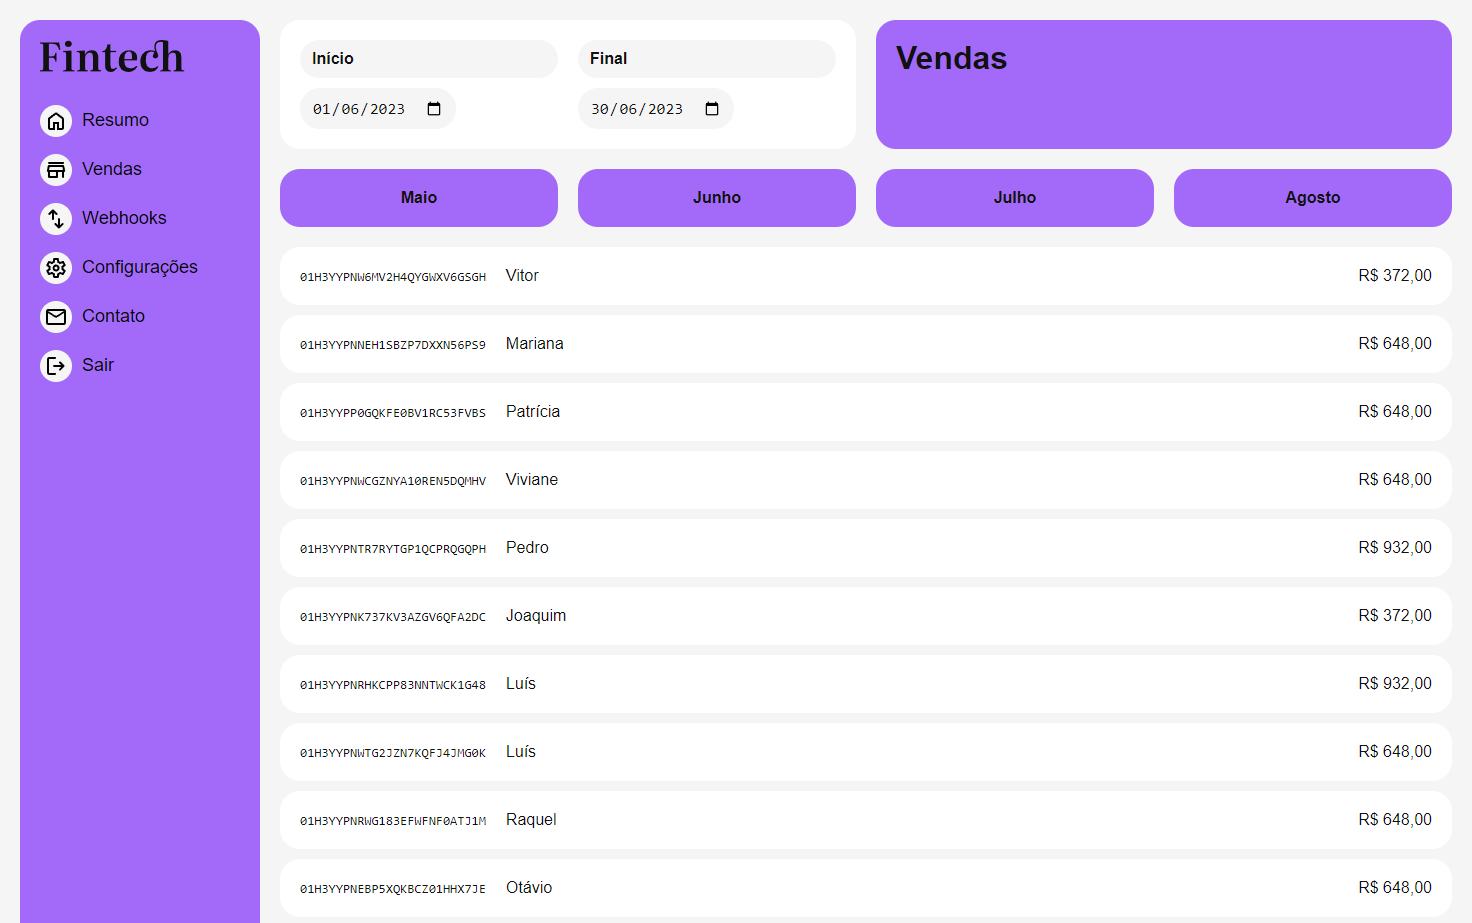 Fintech
Resumo
Vendas
Webhooks
Configurações
Contato
Sair
Início
Final
01/06/2023
30/06/2023
Vendas
Maio Junho Julho Agosto
01H3YYPNW6MV2H4QYGWXV6GSGH Vitor R$ 372,00
01H3YYPNNEH1SBZP7DXXN56PS9 Mariana R$ 648,00
01H3YYPP0GQKFE0BV1RC53FVBS Patrícia R$ 648,00
01H3YYPNWCGZNYA10REN5DQMHV Viviane R$ 648,00
01H3YYPNTR7RYTGP1QCPRQGQPH Pedro R$ 932,00
01H3YYPNK737KV3AZGV6QFA2DC Joaquim R$ 372,00
01H3YYPNRHKCPP83NNTWCK1G48 Luís R$ 932,00
01H3YYPNWTG2JZN7KQFJ4JMG0K Luís R$ 648,00
01H3YYPNRWG183EFWFNF0ATJ1M Raquel R$ 648,00
01H3YYPNEBP5XQKBCZ01HHX7JE Otávio R$ 648,00